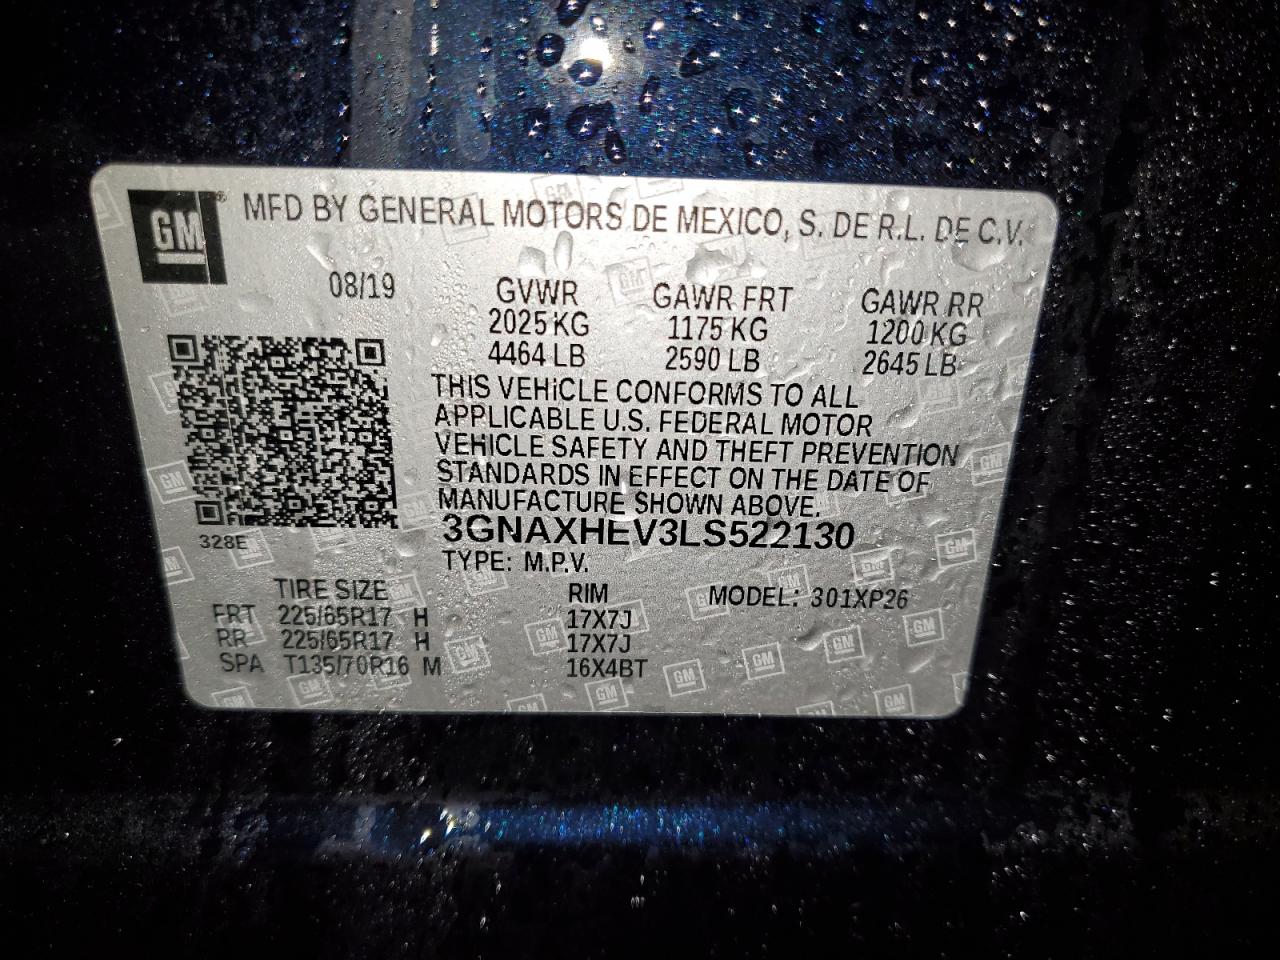 GM® MFD BY GENERAL MOTORS DE MEXICO, S. DE R.L. DE C.V.
08/19 GVWR GAWR FRT GAWR RR
2025 KG 1175 KG 1200 KG
4464 LB 2590 LB 2645 LB
THIS VEHiCLE CONFORMS TO ALL
APPLICABLE U.S. FEDERAL MOTOR
VEHICLE SAFETY AND THEFT PREVENTION
STANDARDS IN EFFECT ON THE DATE OF
MANUFACTURE SHOWN ABOVE.
3GNAXHEV3LS522130
328E
TYPE: M.P.V.
TIRE SIZE RIM MODEL: 301XP26
FRT 225/65R17 H 17X7J
RR 225/65R17 H 17X7J
SPA T135/70R16 M 16X4BT